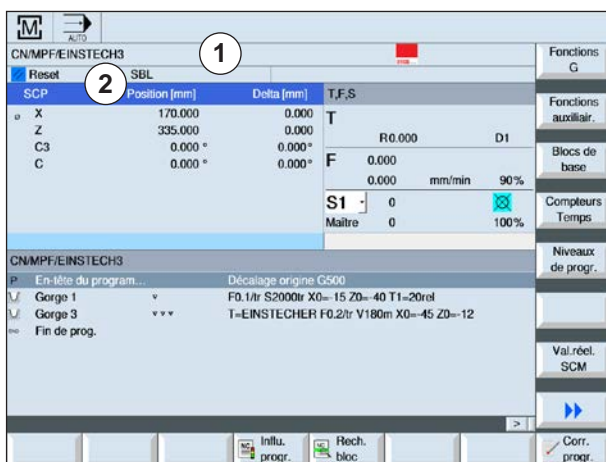 M AUTO
CN/MPF/EINSTECH3
1
Reset SBL
2
SCP Position [mm] Delta [mm] T,F,S
X 170.000 0.000
Z 335.000 0.000
C3 0.000 ° 0.000°
C 0.000 ° 0.000°
T
R0.000 D1
F 0.000
0.000 mm/min 90%
S1 0
Maître 0 100%
CN/MPF/EINSTECH3
P En-tête du program... Décalage origine G500
Gorge 1 ▿ F0.1/tr S2000tr X0=-15 Z0=-40 T1=20rel
Gorge 3 ▿▿▿ T=EINSTECHER F0.2/tr V180m X0=-45 Z0=-12
Fin de prog.
>
Fonctions
G
Fonctions
auxiliair.
Blocs de
base
Compteurs
Temps
Niveaux
de progr.
Val.réel.
SCM
NC Influ.
progr.
NC Rech.
bloc
Corr.
progr.